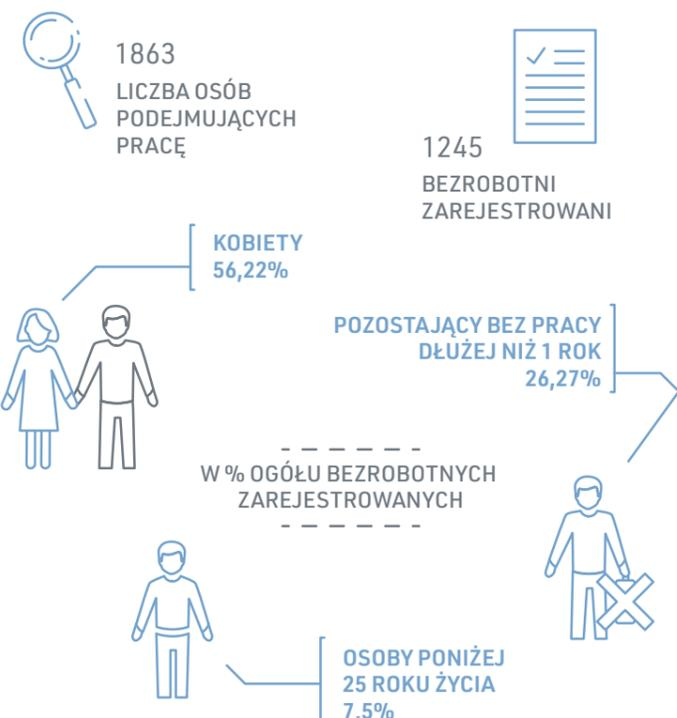 1863
LICZBA OSÓB
PODEJMUJĄCYCH
PRACĘ
1245
BEZROBOTNI
ZAREJESTROWANI
KOBIETY
56,22%
POZOSTAJĄCY BEZ PRACY
DŁUŻEJ NIŻ 1 ROK
26,27%
W % OGÓŁU BEZROBOTNYCH
ZAREJESTROWANYCH
OSOBY PONIŻEJ
25 ROKU ŻYCIA
7,5%